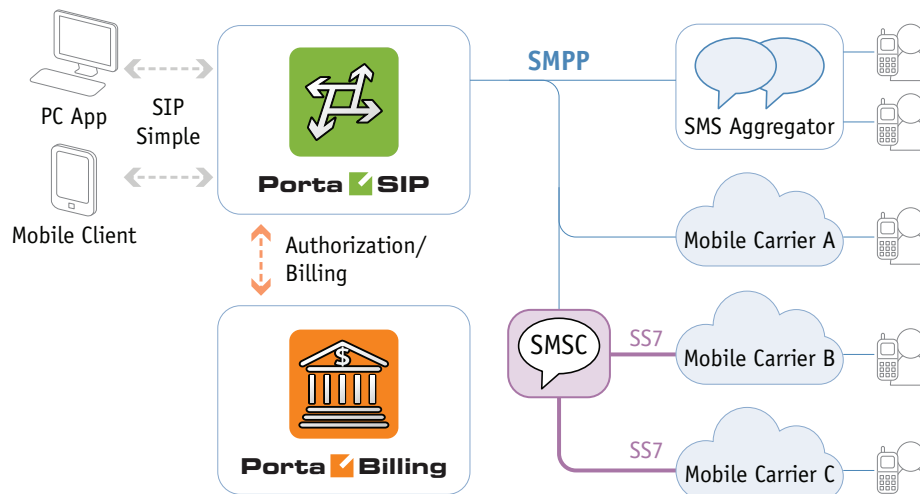 PC App
SIP
Simple
Mobile Client
Porta SIP
Authorization/
Billing
$
Porta Billing
SMPP
SMS Aggregator
Mobile Carrier A
SMSC
SS7
Mobile Carrier B
SS7
Mobile Carrier C